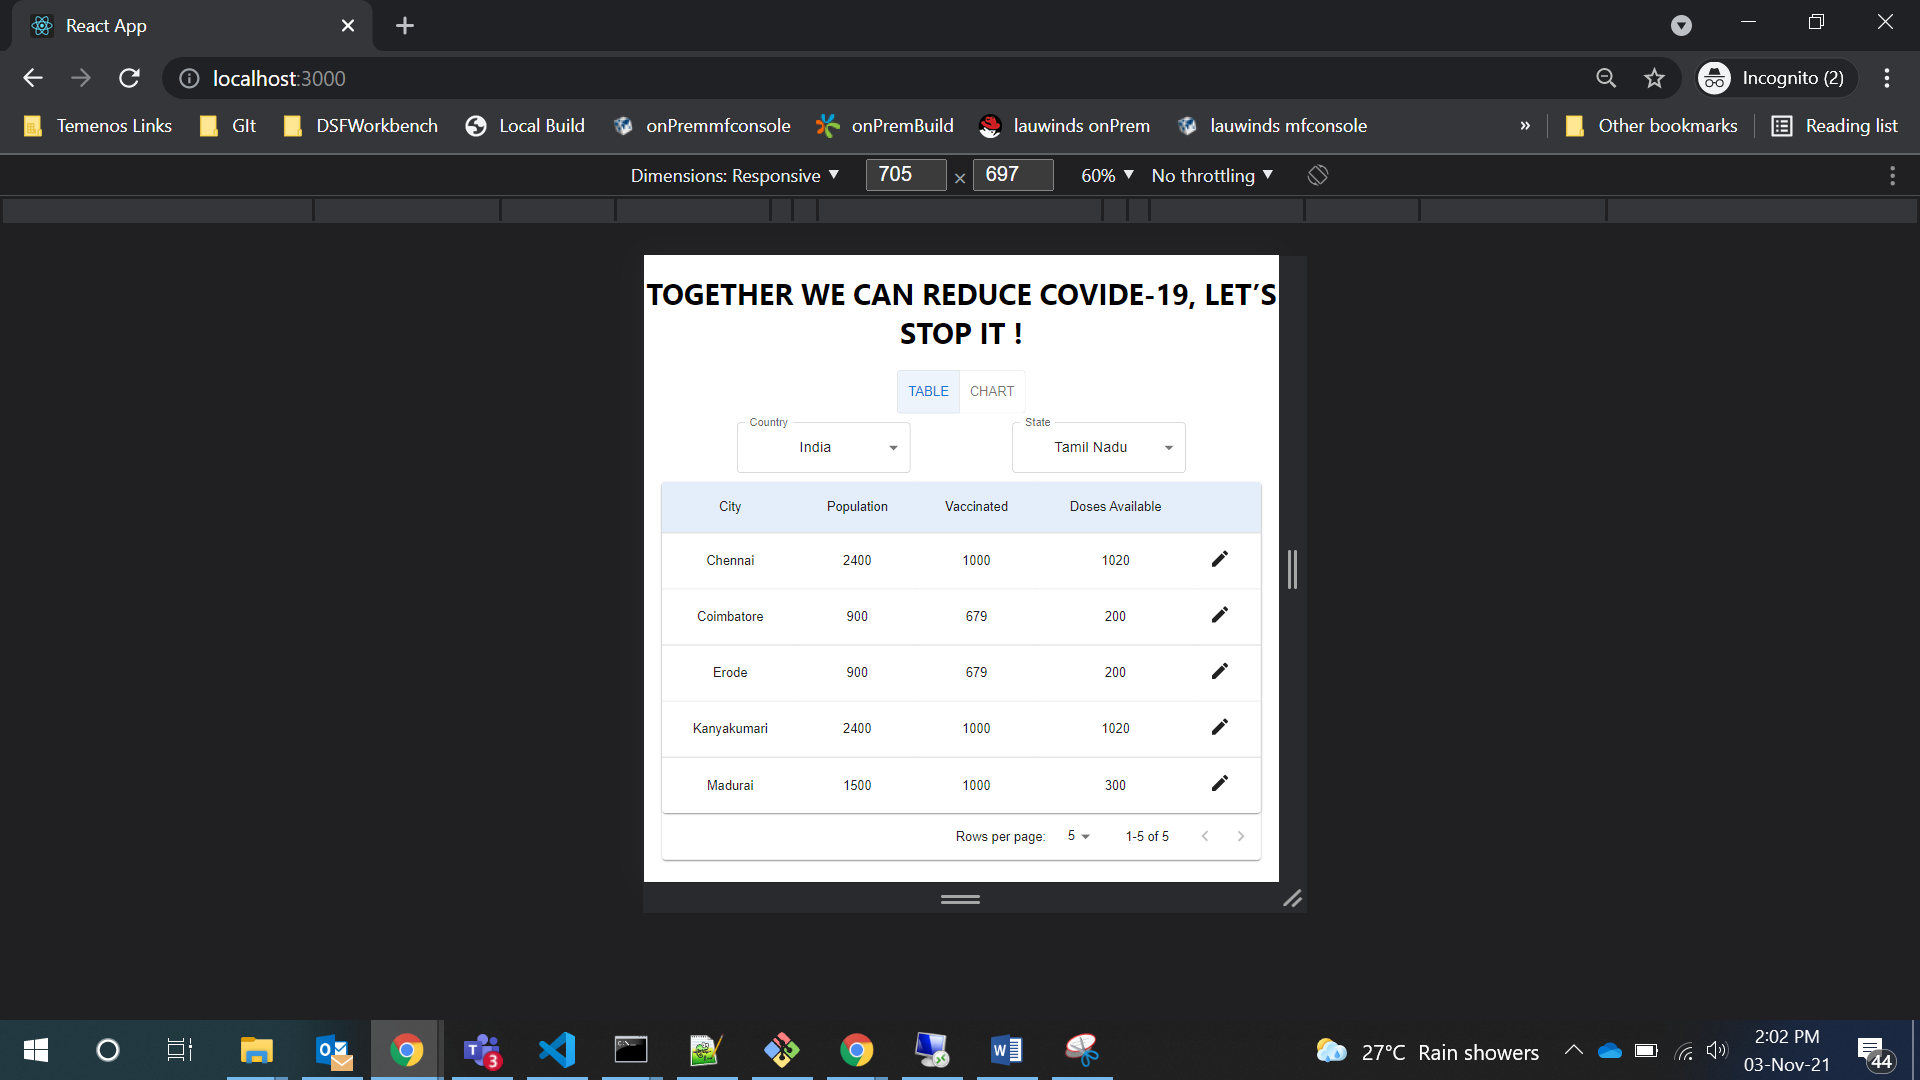 React App
localhost:3000
Incognito (2)
Temenos Links GIt DSFWorkbench Local Build onPremmfconsole onPremBuild lauwinds onPrem lauwinds mfconsole » Other bookmarks Reading list
Dimensions: Responsive 705 × 697 60% No throttling
TOGETHER WE CAN REDUCE COVIDE-19, LET’S
STOP IT !
TABLE CHART
Country State
India Tamil Nadu
City Population Vaccinated Doses Available
Chennai 2400 1000 1020
Coimbatore 900 679 200
Erode 900 679 200
Kanyakumari 2400 1000 1020
Madurai 1500 1000 300
Rows per page: 5 1-5 of 5
3
27°C Rain showers
2:02 PM
03-Nov-21
44